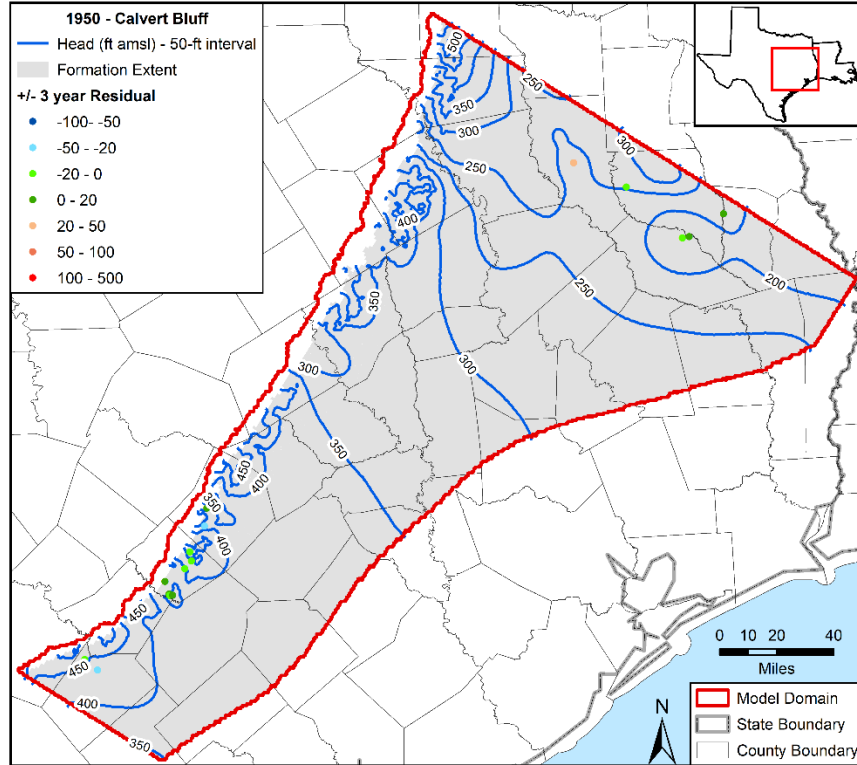 1950 - Calvert Bluff
Head (ft amsl) - 50-ft interval
Formation Extent
+/- 3 year Residual
-100- -50
-50 - -20
-20 - 0
0 - 20
20 - 50
50 - 100
100 - 500
500
350
300
250
250
300
400
200
250
350
300
300
350
450
400
350
400
450
450
400
350
0 10 20 40
Miles
N
Model Domain
State Boundary
County Boundary